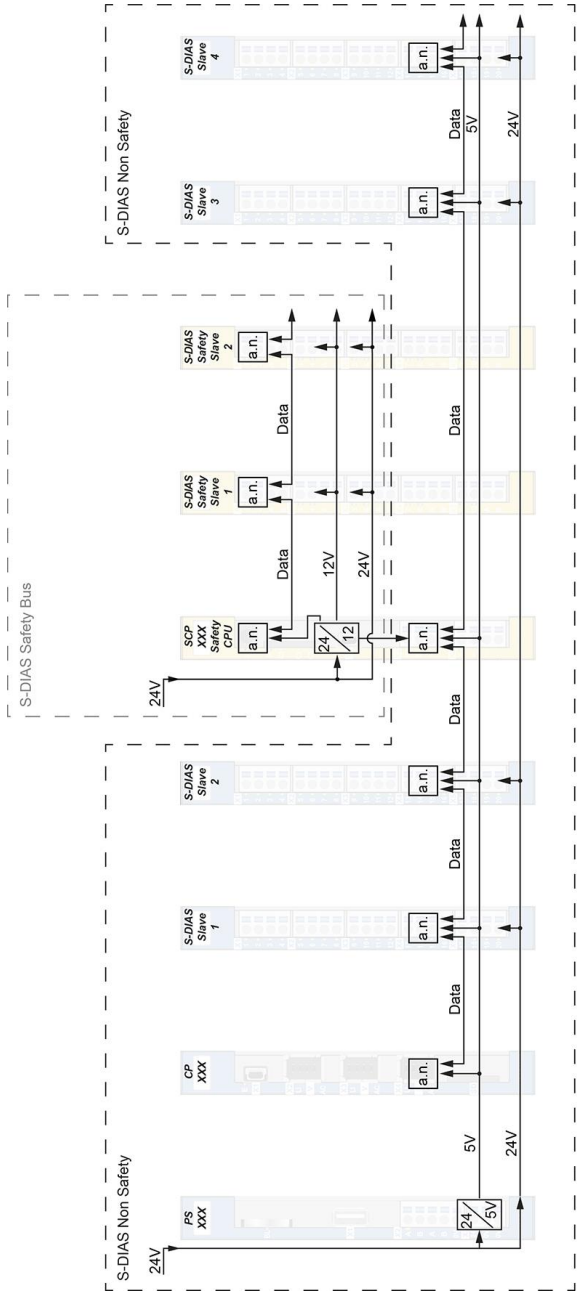 S-DIAS Safety Bus
S-DIAS Non Safety
S-DIAS Non Safety
24V
24V
PS
XXX
CP
XXX
S-DIAS
Slave
1
S-DIAS
Slave
2
SCP
XXX
Safety
CPU
S-DIAS
Safety
Slave
1
S-DIAS
Safety
Slave
2
S-DIAS
Slave
3
S-DIAS
Slave
4
a.n.
a.n.
a.n.
Data
Data
24
12
12V
24V
a.n.
a.n.
a.n.
a.n.
a.n.
a.n.
Data
Data
Data
Data
Data
24
5V
5V
5V
24V
24V